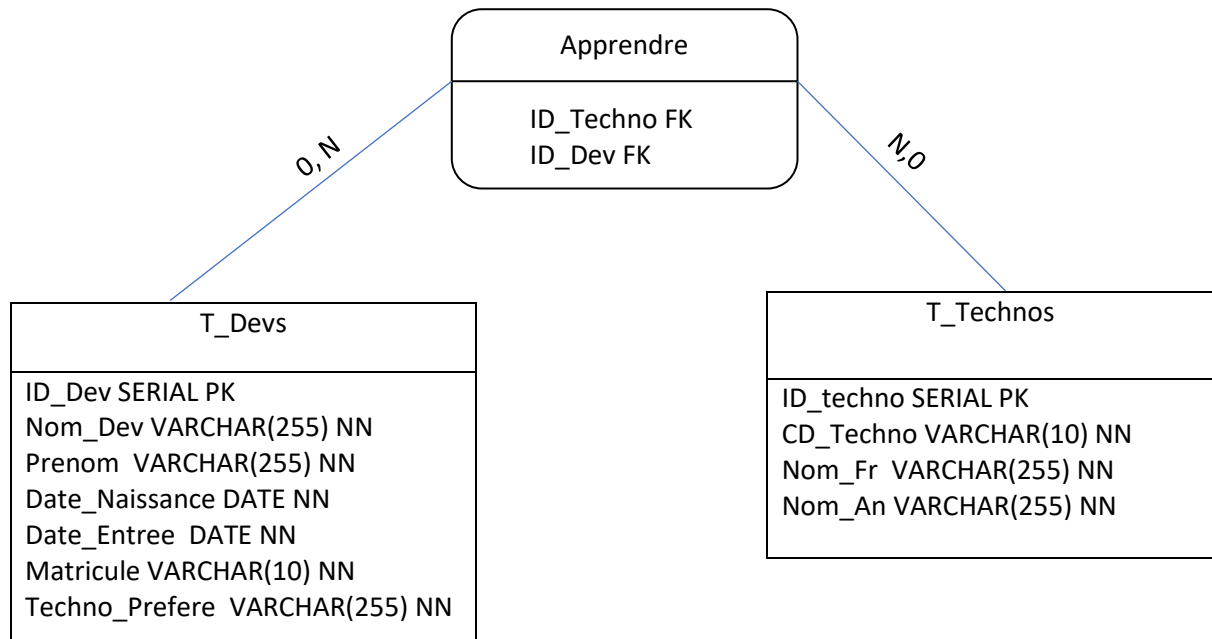 Apprendre
ID_Techno FK
ID_Dev FK
0, N
N,0
T_Devs
ID_Dev SERIAL PK
Nom_Dev VARCHAR(255) NN
Prenom  VARCHAR(255) NN
Date_Naissance DATE NN
Date_Entree  DATE NN
Matricule VARCHAR(10) NN
Techno_Prefere  VARCHAR(255) NN
T_Technos
ID_techno SERIAL PK
CD_Techno VARCHAR(10) NN
Nom_Fr  VARCHAR(255) NN
Nom_An VARCHAR(255) NN